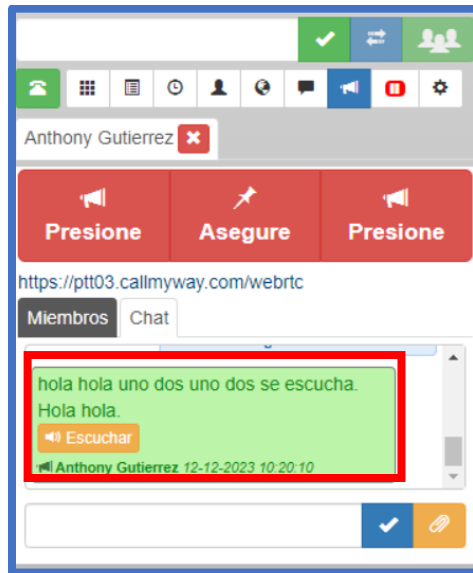 Anthony Gutierrez
Presione Asegure Presione
https://ptt03.callmyway.com/webrtc
Miembros Chat
hola hola uno dos uno dos se escucha.
Hola hola.
Escuchar
Anthony Gutierrez 12-12-2023 10:20:10